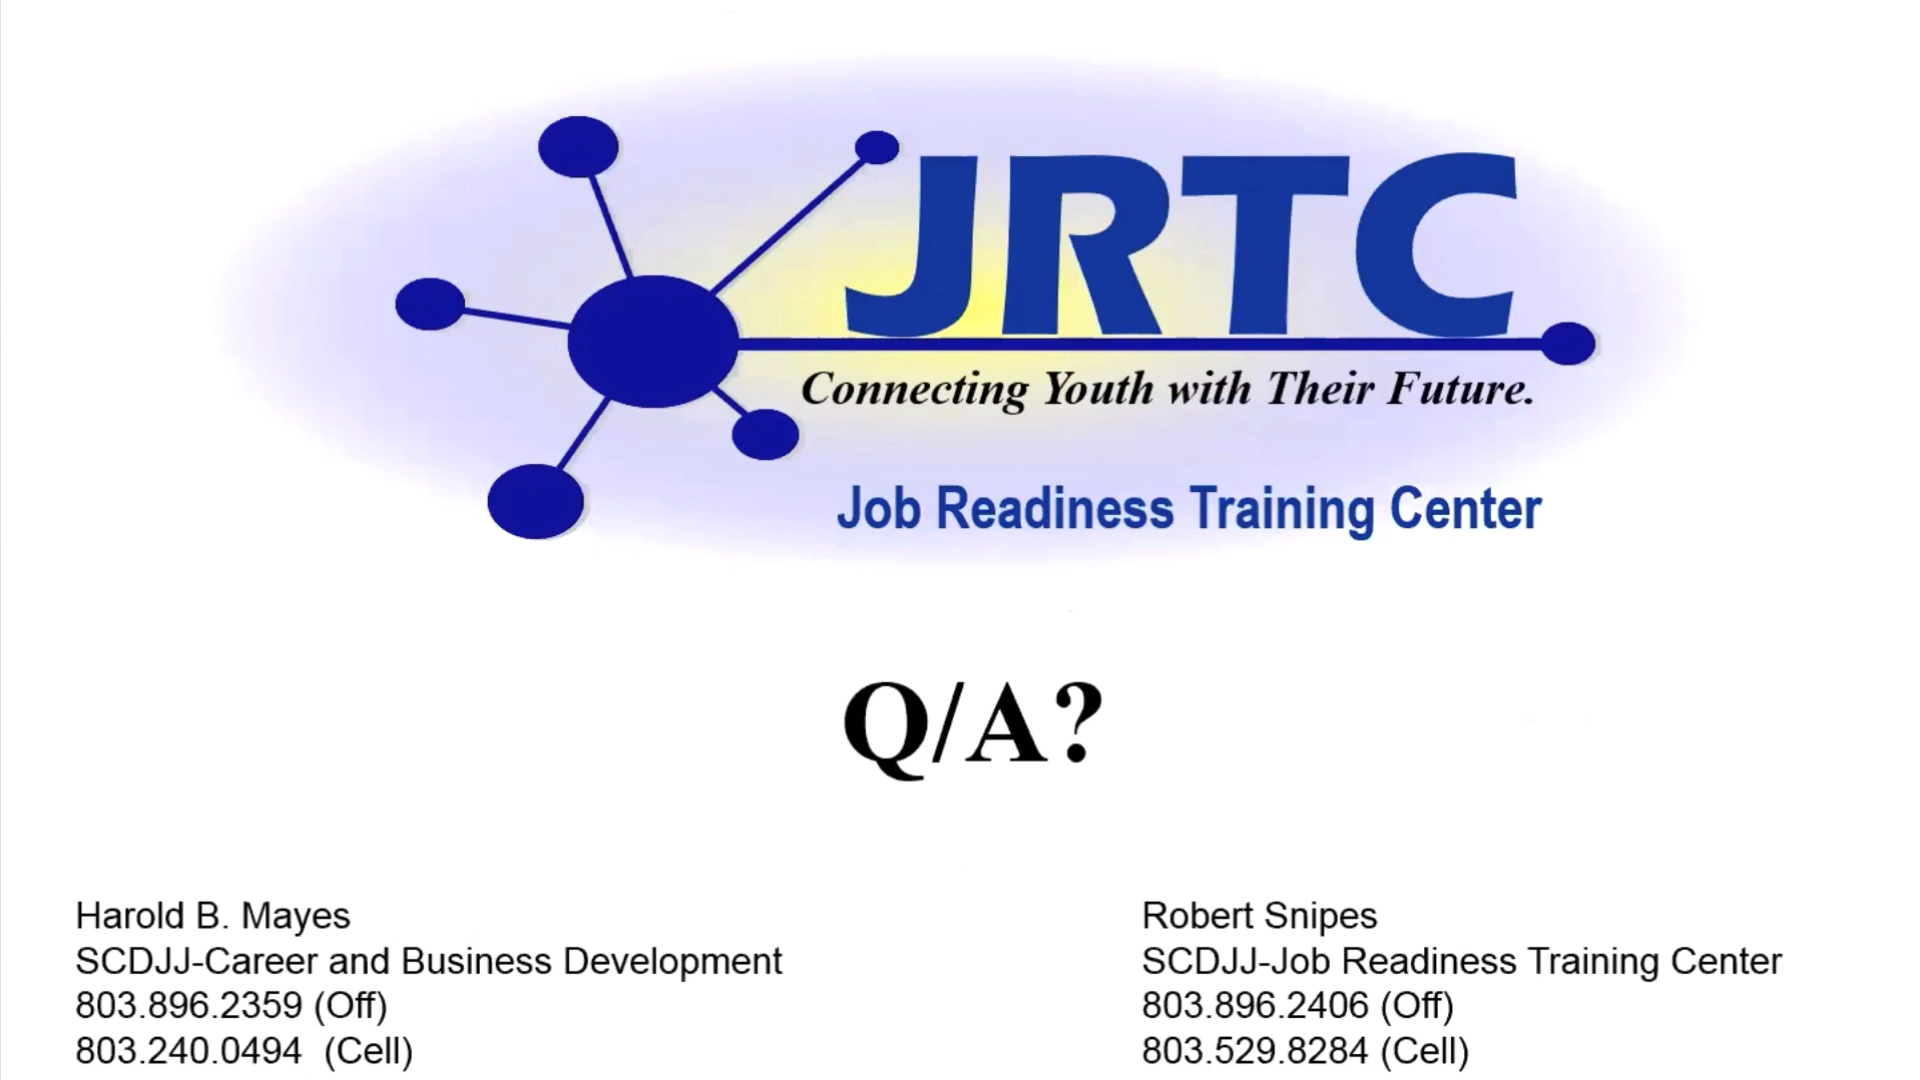 JRTC
Connecting Youth with Their Future.
Job Readiness Training Center
Q/A?
Harold B. Mayes
SCDJJ-Career and Business Development
803.896.2359 (Off)
803.240.0494  (Cell)
Robert Snipes
SCDJJ-Job Readiness Training Center
803.896.2406 (Off)
803.529.8284 (Cell)